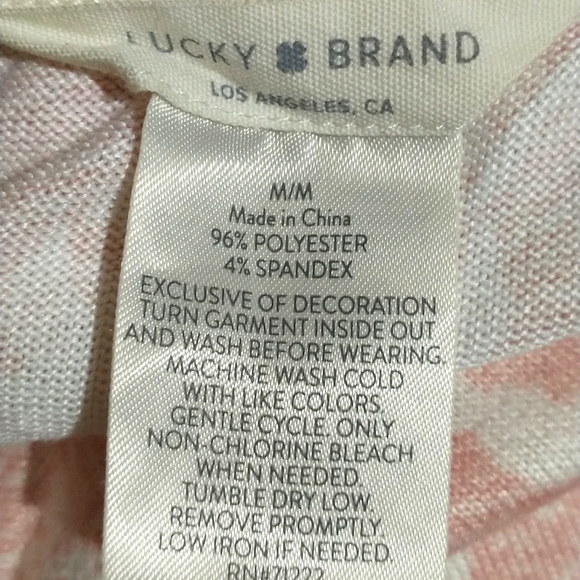 LUCKY BRAND
LOS ANGELES, CA
M/M
Made in China
96% POLYESTER
4% SPANDEX
EXCLUSIVE OF DECORATION
TURN GARMENT INSIDE OUT
AND WASH BEFORE WEARING.
MACHINE WASH COLD
WITH LIKE COLORS.
GENTLE CYCLE. ONLY
NON-CHLORINE BLEACH
WHEN NEEDED.
TUMBLE DRY LOW.
REMOVE PROMPTLY.
LOW IRON IF NEEDED.
RN#71222